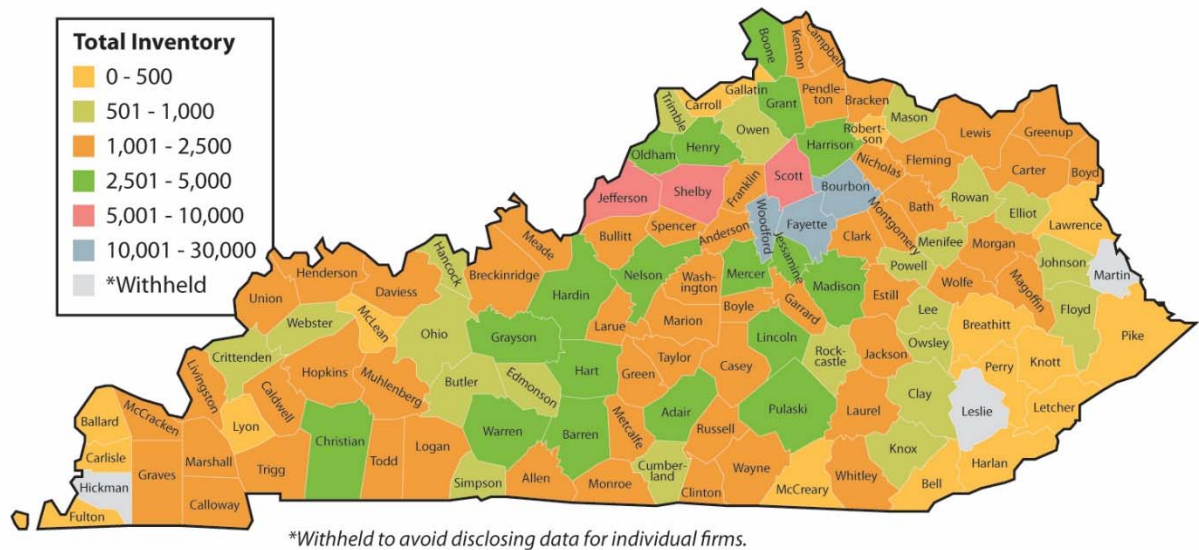 Total Inventory
0 - 500
501 - 1,000
1,001 - 2,500
2,501 - 5,000
5,001 - 10,000
10,001 - 30,000
*Withheld
Boone
Kenton
Campbell
Gallatin
Carroll
Trimble
Grant
Pendle-
ton
Bracken
Mason
Robert-
son
Lewis
Greenup
Owen
Henry
Oldham
Harrison
Nicholas
Fleming
Carter
Boyd
Jefferson
Shelby
Franklin
Scott
Bourbon
Bath
Rowan
Elliot
Lawrence
Bullitt
Spencer
Anderson
Woodford
Fayette
Clark
Montgomery
Menifee
Morgan
Johnson
Martin
Meade
Breckinridge
Hancock
Daviess
Henderson
Union
Hardin
Nelson
Wash-
ington
Mercer
Jessamine
Madison
Powell
Estill
Wolfe
Magoffin
Floyd
Pike
Webster
McLean
Ohio
Grayson
Larue
Marion
Boyle
Garrard
Lincoln
Rock-
castle
Jackson
Lee
Owsley
Breathitt
Perry
Knott
Letcher
Crittenden
Livingston
Caldwell
Hopkins
Muhlenberg
Butler
Edmonson
Hart
Green
Taylor
Casey
Pulaski
Laurel
Clay
Leslie
Harlan
Ballard
McCracken
Lyon
Carlisle
Graves
Marshall
Trigg
Christian
Todd
Logan
Warren
Barren
Metcalfe
Adair
Russell
Wayne
Knox
Bell
Hickman
Fulton
Calloway
Simpson
Allen
Monroe
Cumber-
land
Clinton
McCreary
Whitley
*Withheld to avoid disclosing data for individual firms.